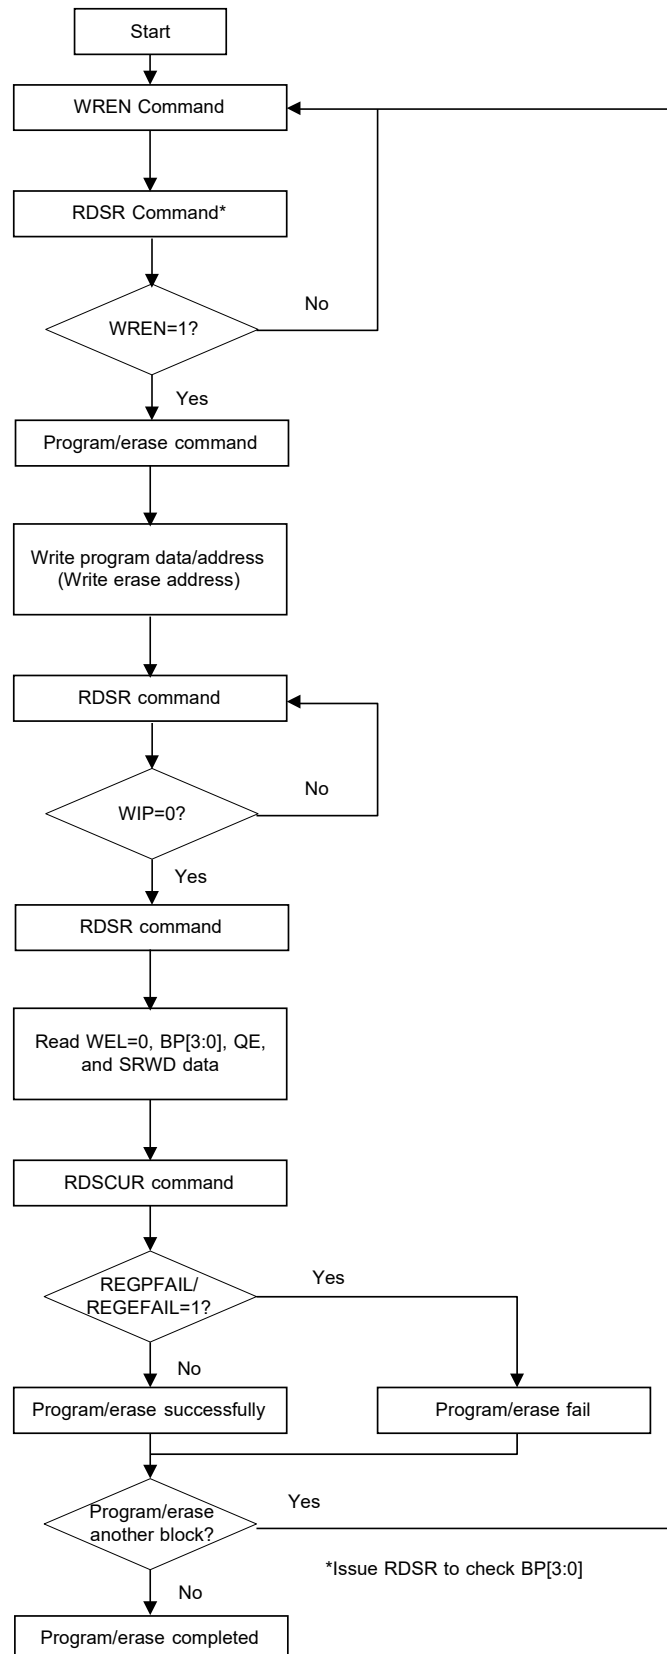 Start
WREN Command
RDSR Command*
WREN=1?
No
Yes
Program/erase command
Write program data/address
(Write erase address)
RDSR command
WIP=0?
No
Yes
RDSR command
Read WEL=0, BP[3:0], QE,
and SRWD data
RDSCUR command
REGPFAIL/
REGEFAIL=1?
Yes
No
Program/erase successfully
Program/erase fail
Program/erase
another block?
Yes
*Issue RDSR to check BP[3:0]
No
Program/erase completed